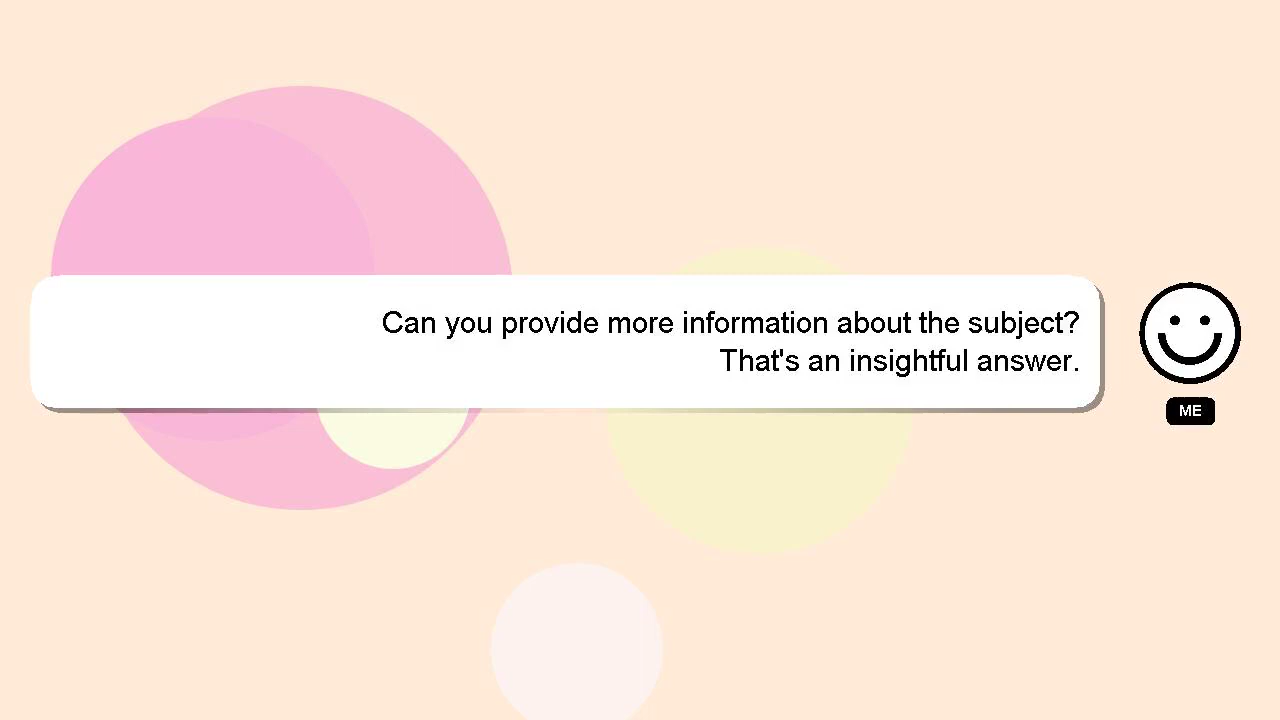 Can you provide more information about the subject?
That's an insightful answer.
ME